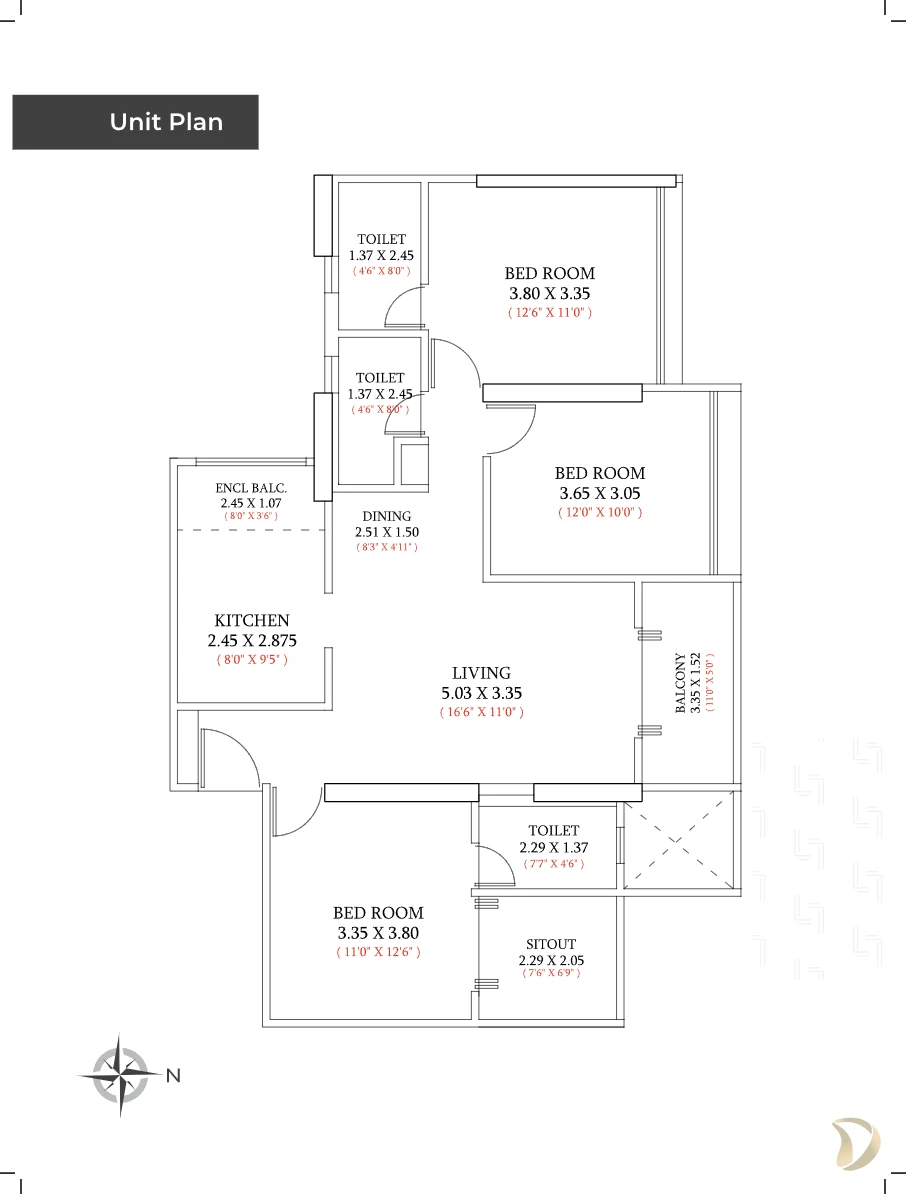 Unit Plan
TOILET
1.37 X 2.45
( 4'6" X 8'0" )
BED ROOM
3.80 X 3.35
( 12'6" X 11'0" )
TOILET
1.37 X 2.45
( 4'6" X 8'0" )
BED ROOM
3.65 X 3.05
( 12'0" X 10'0" )
ENCL BALC.
2.45 X 1.07
( 8'0" X 3'6" )
DINING
2.51 X 1.50
( 8'3" X 4'11" )
KITCHEN
2.45 X 2.875
( 8'0" X 9'5" )
LIVING
5.03 X 3.35
( 16'6" X 11'0" )
BALCONY
3.35 X 1.52
( 11'0" X 5'0" )
TOILET
2.29 X 1.37
( 7'7" X 4'6" )
BED ROOM
3.35 X 3.80
( 11'0" X 12'6" )
SITOUT
2.29 X 2.05
( 7'6" X 6'9" )
N